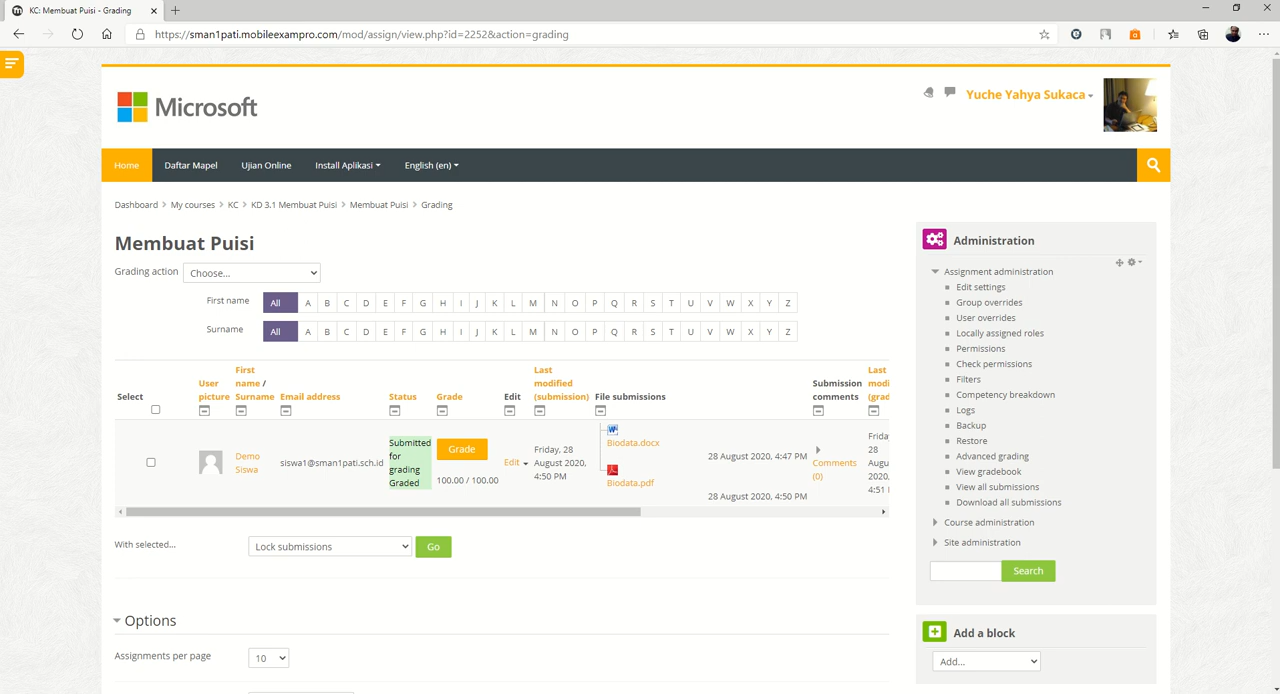 KC: Membuat Puisi - Grading
https://sman1pati.mobileexampro.com/mod/assign/view.php?id=2252&action=grading
Microsoft
Yuche Yahya Sukaca
Home Daftar Mapel Ujian Online Install Aplikasi English (en)
Dashboard > My courses > KC > KD 3.1 Membuat Puisi > Membuat Puisi > Grading
Membuat Puisi
Grading action Choose...
First name All A B C D E F G H I J K L M N O P Q R S T U V W X Y Z
Surname All A B C D E F G H I J K L M N O P Q R S T U V W X Y Z
Select
User picture
First name / Surname
Email address
Status
Grade
Edit
Last modified (submission)
File submissions
Submission comments
Last
modi
(grad
Demo Siswa
siswa1@sman1pati.sch.id
Submitted for grading
Graded
Grade
100.00 / 100.00
Edit
Friday, 28 August 2020, 4:50 PM
Biodata.docx
28 August 2020, 4:47 PM
Biodata.pdf
28 August 2020, 4:50 PM
Comments (0)
Friday
28
Augu
2020,
4:51
With selected... Lock submissions Go
Options
Assignments per page 10
Administration
Assignment administration
Edit settings
Group overrides
User overrides
Locally assigned roles
Permissions
Check permissions
Filters
Competency breakdown
Logs
Backup
Restore
Advanced grading
View gradebook
View all submissions
Download all submissions
Course administration
Site administration
Search
Add a block
Add...